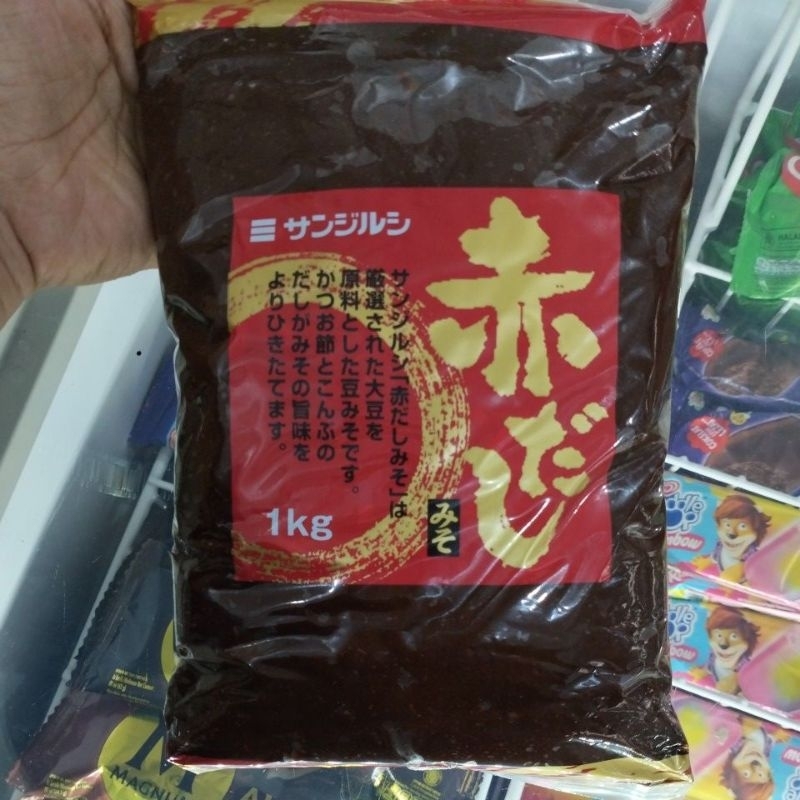 サンジルシ
赤だし
みそ
サンジルシ「赤だしみそ」は
厳選された大豆を
原料とした豆みそです。
かつお節とこんぶの
だしがみその旨味を
よりひきたてます。
1kg
HALAL
MAGNUM
M